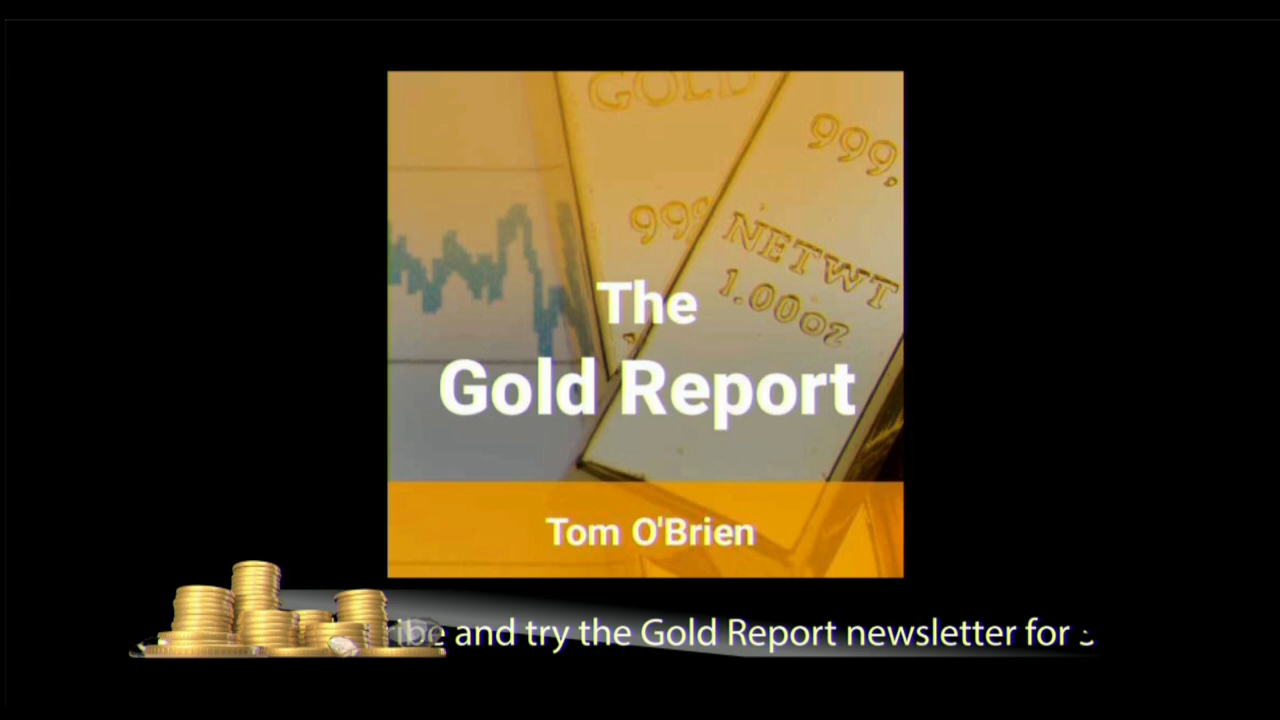 GOLD
999.
999
NETWT
1.00OZ
The
Gold Report
Tom O'Brien
and try the Gold Report newsletter for